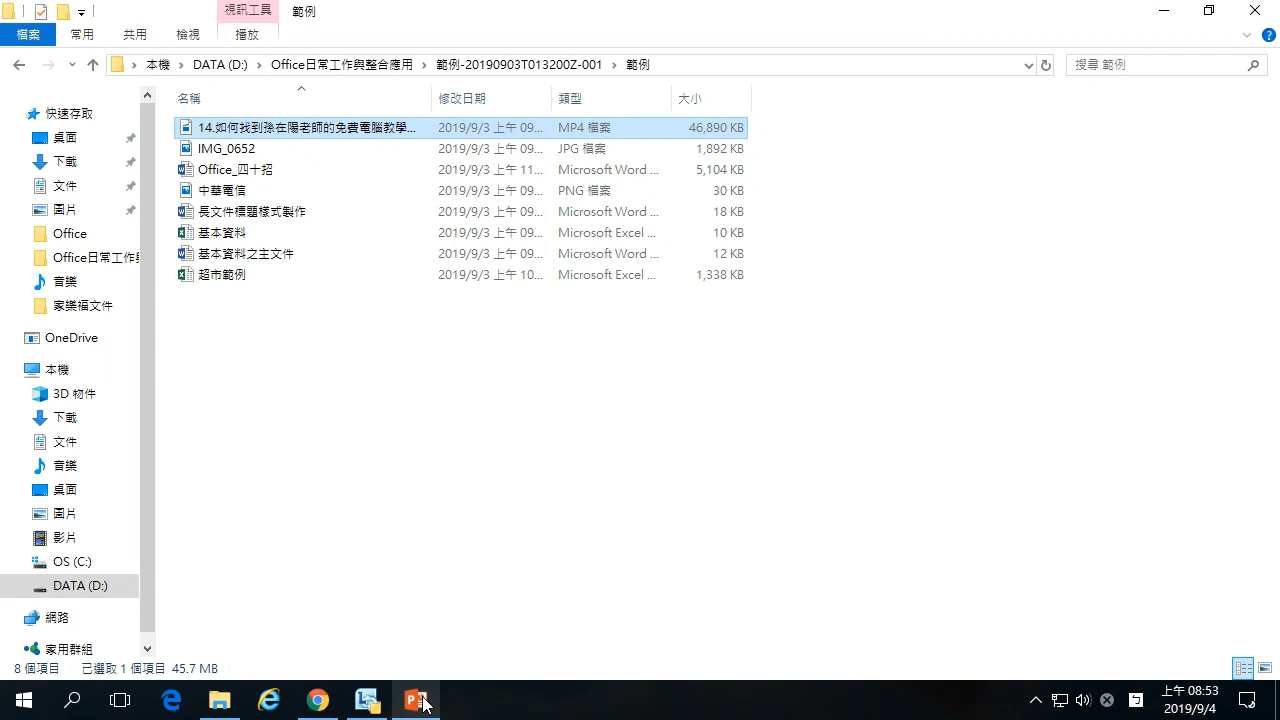 視訊工具 範例
檔案 常用 共用 檢視 播放
本機 DATA (D:) Office日常工作與整合應用 範例-20190903T013200Z-001 範例
搜尋 範例
名稱 修改日期 類型 大小
14.如何找到孫在陽老師的免費電腦教學... 2019/9/3 上午 09... MP4 檔案 46,890 KB
IMG_0652 2019/9/3 上午 09... JPG 檔案 1,892 KB
Office_四十招 2019/9/3 上午 11... Microsoft Word ... 5,104 KB
中華電信 2019/9/3 上午 09... PNG 檔案 30 KB
長文件標題樣式製作 2019/9/3 上午 09... Microsoft Word ... 18 KB
基本資料 2019/9/3 上午 09... Microsoft Excel ... 10 KB
基本資料之主文件 2019/9/3 上午 09... Microsoft Word ... 12 KB
超市範例 2019/9/3 上午 10... Microsoft Excel ... 1,338 KB
快速存取
桌面
下載
文件
圖片
Office
Office日常工作
音樂
家樂福文件
OneDrive
本機
3D 物件
下載
文件
音樂
桌面
圖片
影片
OS (C:)
DATA (D:)
網路
家用群組
8 個項目 已選取 1 個項目 45.7 MB
上午 08:53
2019/9/4